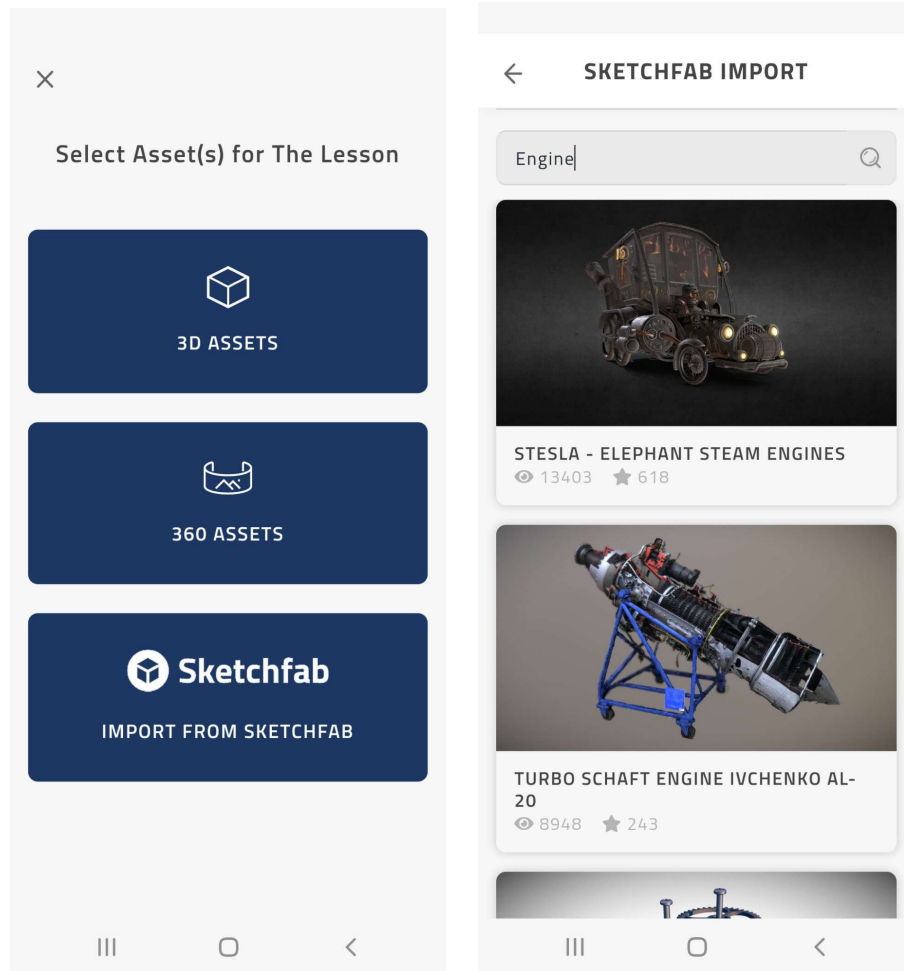 Select Asset(s) for The Lesson
3D ASSETS
360 ASSETS
Sketchfab
IMPORT FROM SKETCHFAB
SKETCHFAB IMPORT
Engine
STESLA - ELEPHANT STEAM ENGINES
13403 618
TURBO SCHAFT ENGINE IVCHENKO AL-
20
8948 243